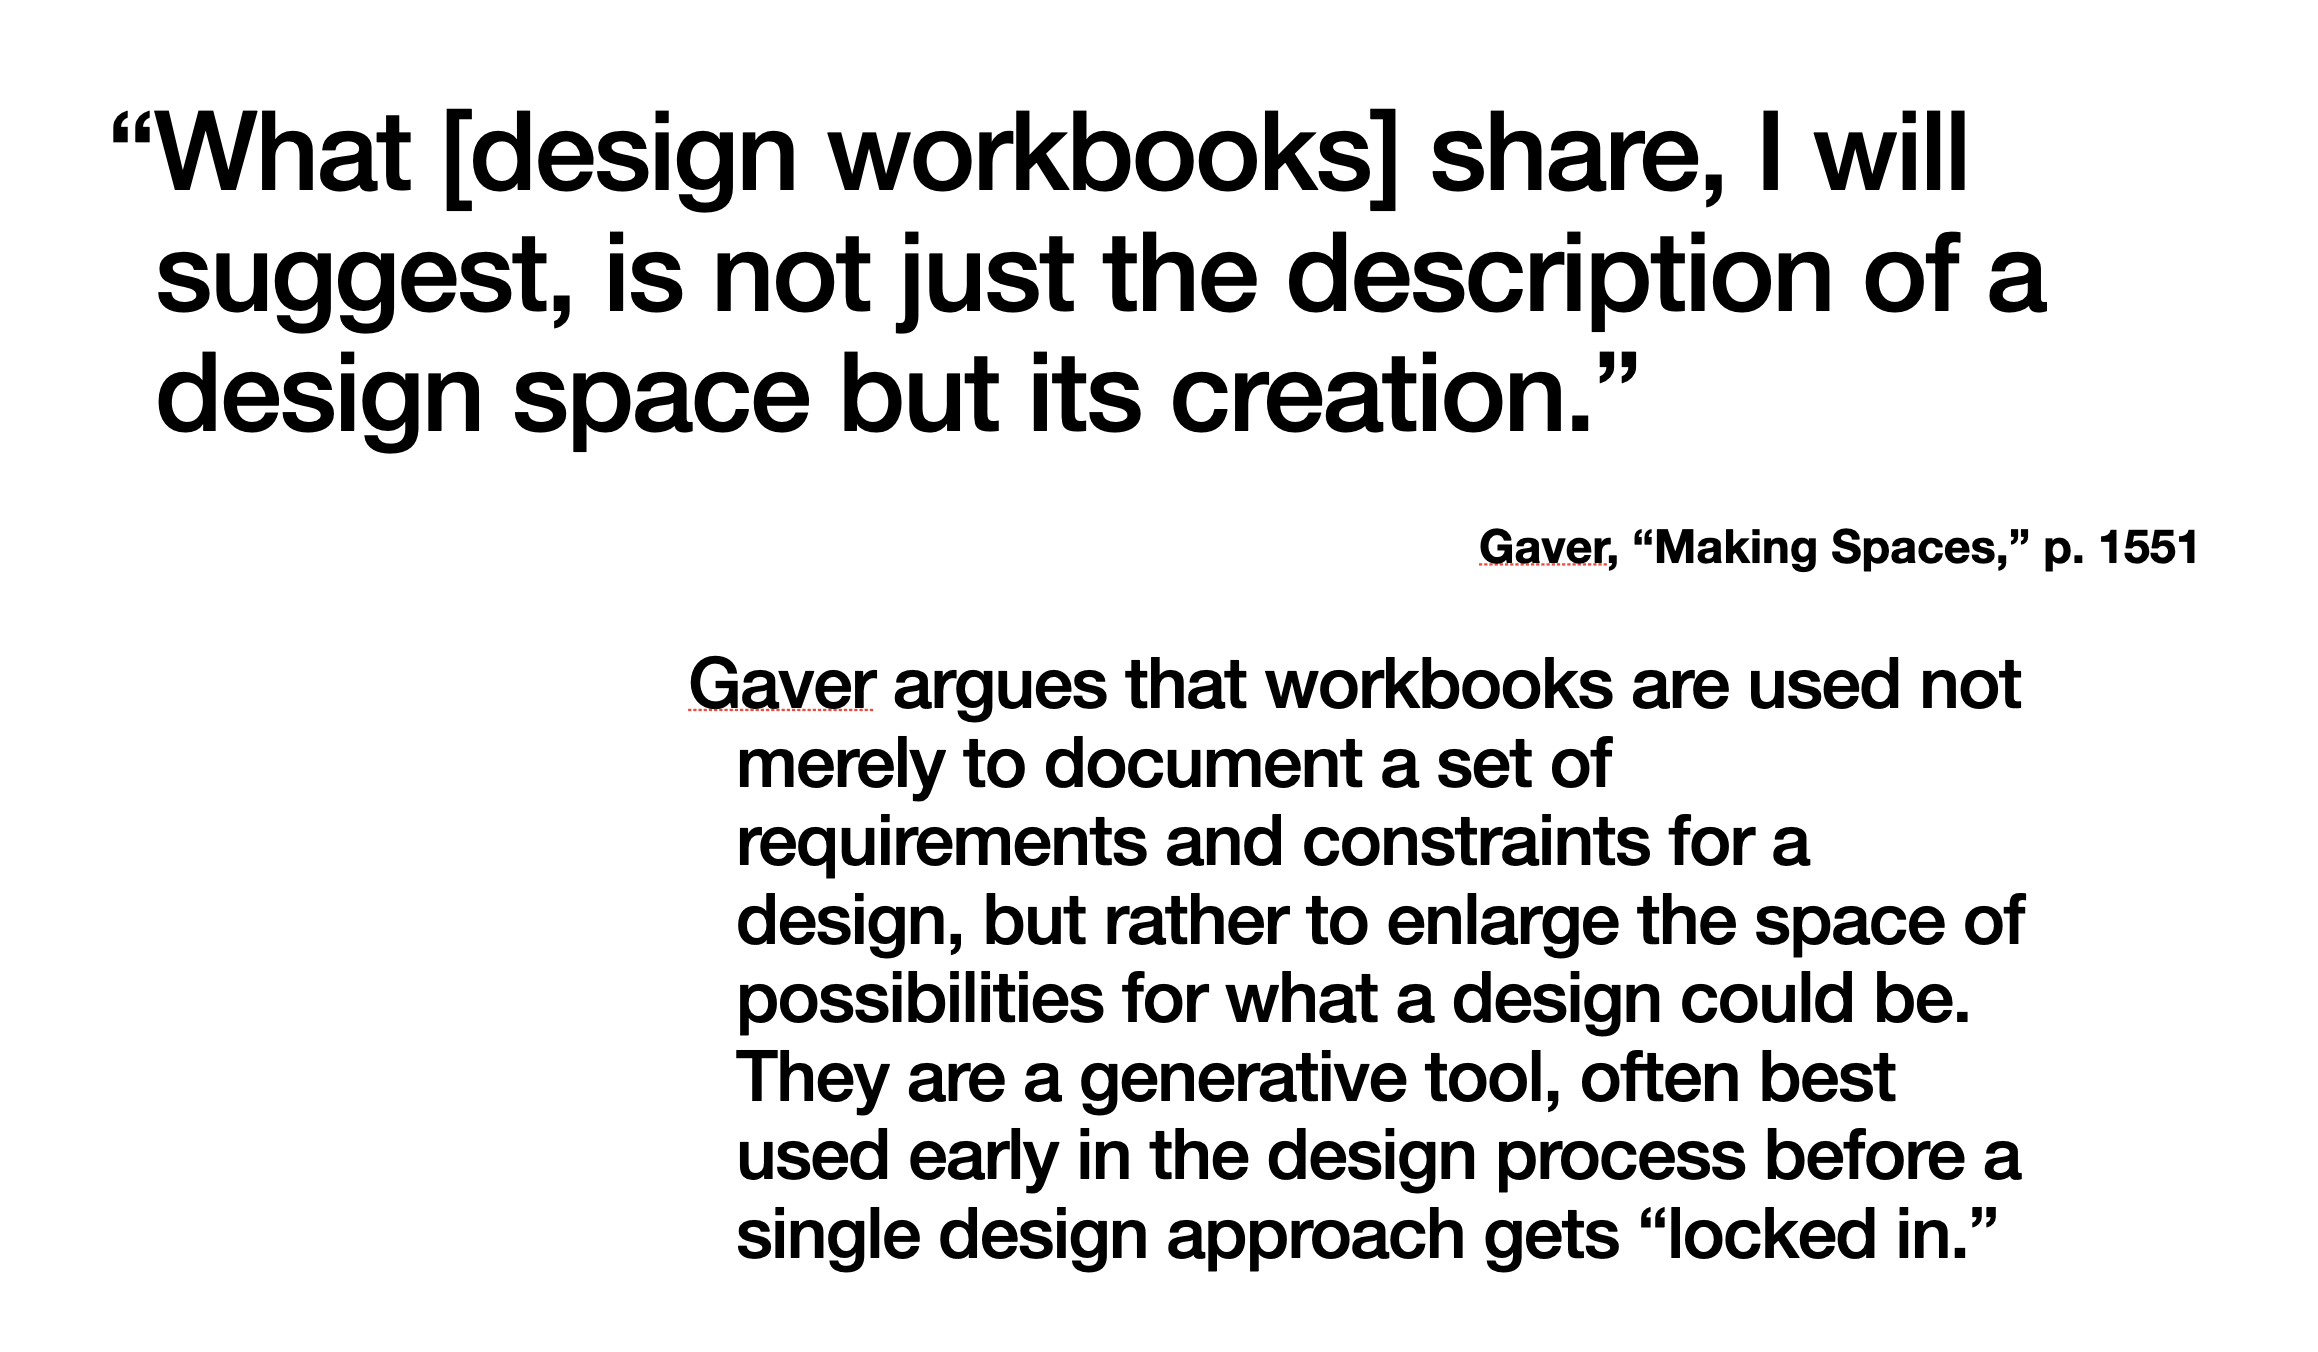 “What [design workbooks] share, I will
suggest, is not just the description of a
design space but its creation.”
Gaver, “Making Spaces,” p. 1551
Gaver argues that workbooks are used not
merely to document a set of
requirements and constraints for a
design, but rather to enlarge the space of
possibilities for what a design could be.
They are a generative tool, often best
used early in the design process before a
single design approach gets “locked in.”